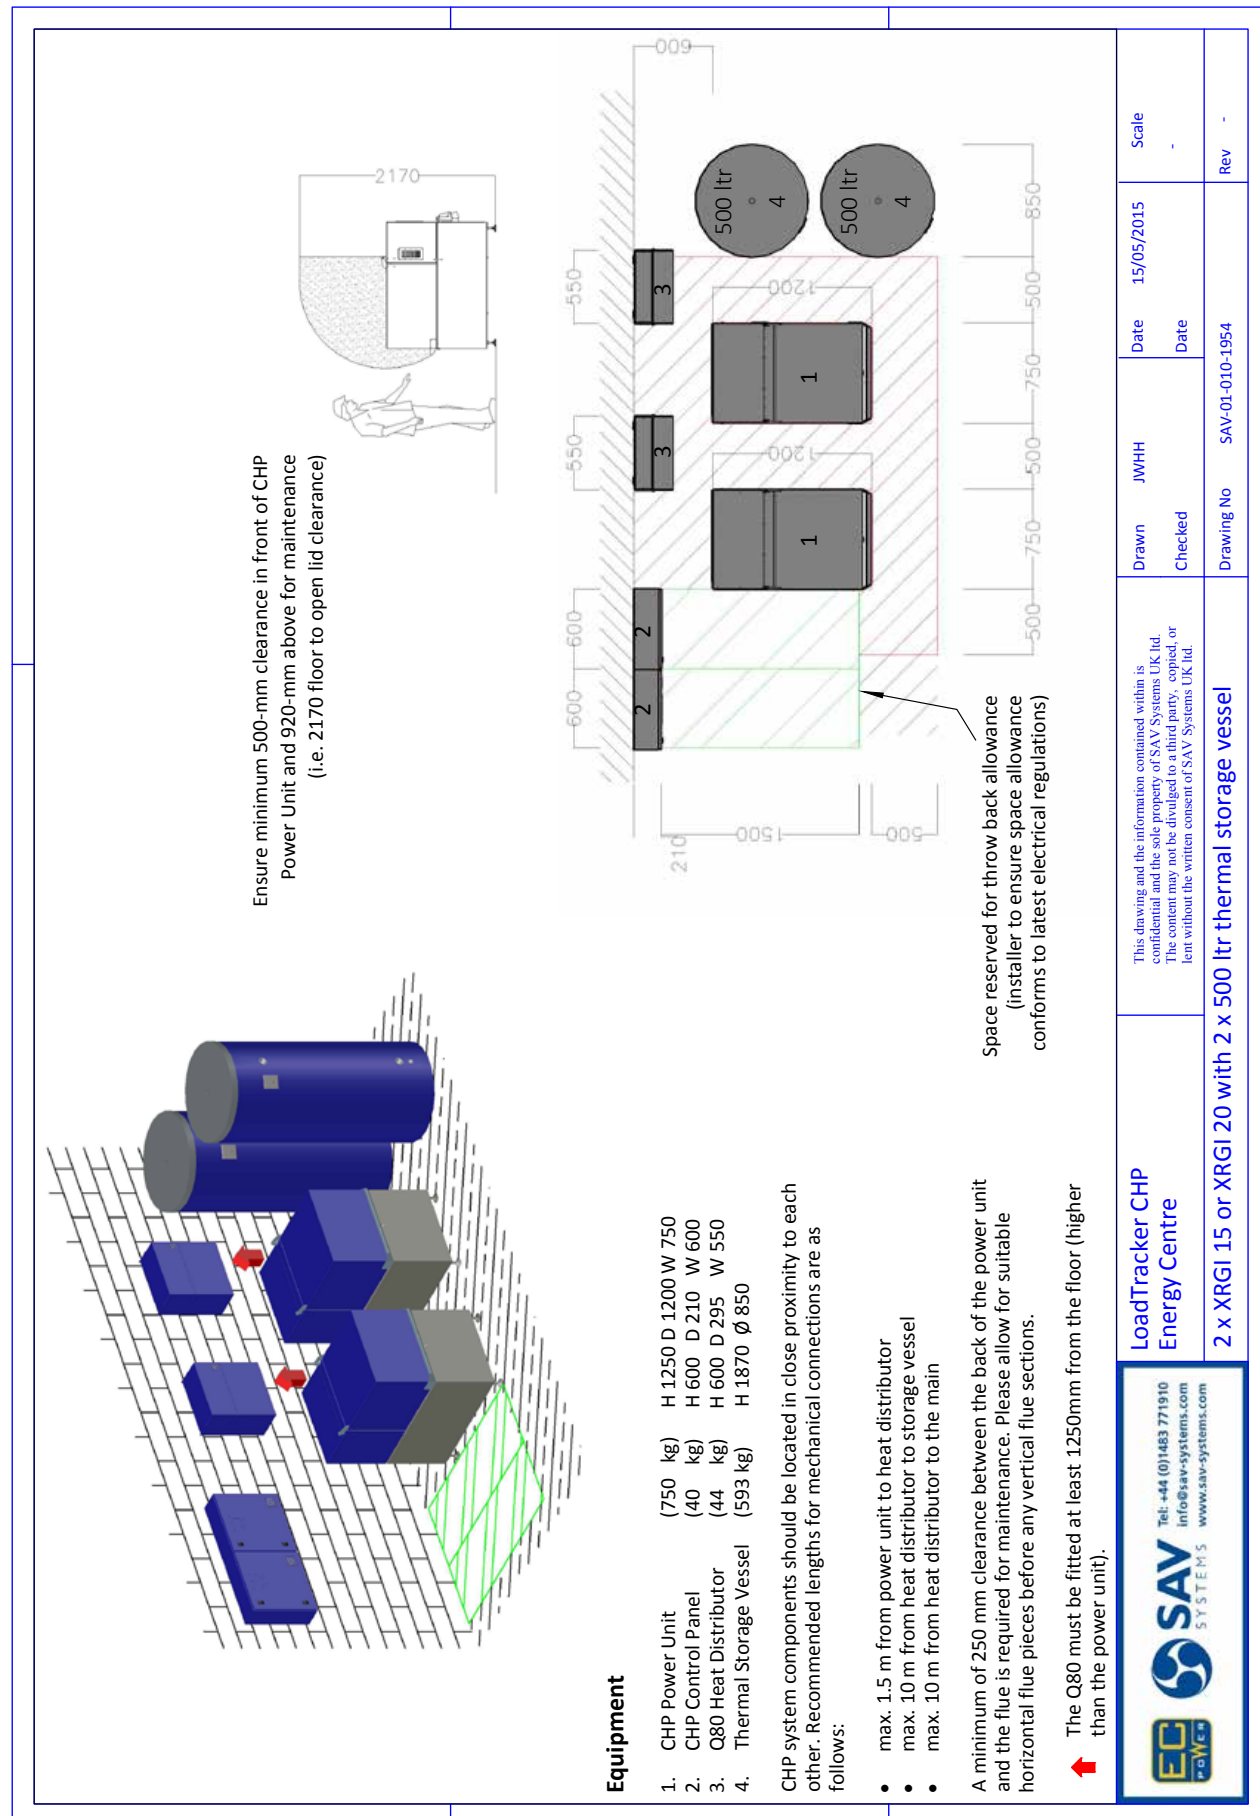 Ensure minimum 500-mm clearance in front of CHP
Power Unit and 920-mm above for maintenance
(i.e. 2170 floor to open lid clearance)
2170
600
600
550
550
600
2
2
3
3
1
1
1200
1200
500 ltr
4
500 ltr
4
210
1500
500
500
750
500
750
500
850
Space reserved for throw back allowance
(installer to ensure space allowance
conforms to latest electrical regulations)
Equipment
1. CHP Power Unit (750 kg) H 1250 D 1200 W 750
2. CHP Control Panel (40 kg) H 600 D 210 W 600
3. Q80 Heat Distributor (44 kg) H 600 D 295 W 550
4. Thermal Storage Vessel (593 kg) H 1870 Ø 850
CHP system components should be located in close proximity to each
other. Recommended lengths for mechanical connections are as
follows:
• max. 1.5 m from power unit to heat distributor
• max. 10 m from heat distributor to storage vessel
• max. 10 m from heat distributor to the main
A minimum of 250 mm clearance between the back of the power unit
and the flue is required for maintenance. Please allow for suitable
horizontal flue pieces before any vertical flue sections.
The Q80 must be fitted at least 1250mm from the floor (higher
than the power unit).
EC
POWER
SAV
SYSTEMS
Tel: +44 (0)1483 771910
info@sav-systems.com
www.sav-systems.com
LoadTracker CHP
Energy Centre
This drawing and the information contained within is
confidential and the sole property of SAV Systems UK ltd.
The content may not be divulged to a third party, copied, or
lent without the written consent of SAV Systems UK ltd.
Drawn JWHH
Date 15/05/2015
Scale
-
Checked
Date
2 x XRGI 15 or XRGI 20 with 2 x 500 ltr thermal storage vessel
Drawing No SAV-01-010-1954
Rev -